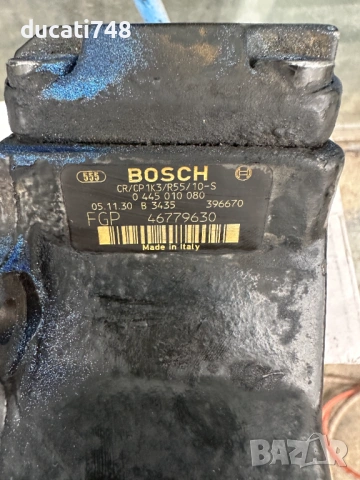 ducati748
555 BOSCH
CR/CP1K3/R55/10-S
0 445 010 080
05.11.30 B 3435 396670
FGP 46779630
Made in Italy
BAZAR